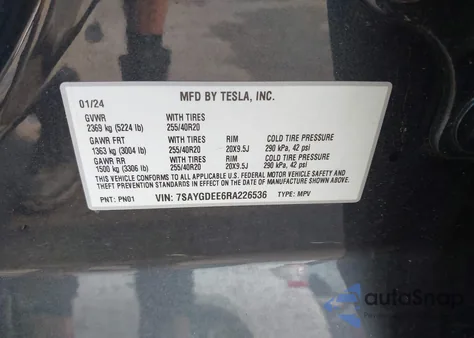 MFD BY TESLA, INC.
01/24
GVWR WITH TIRES
2369 kg (5224 lb) 255/40R20
GAWR FRT WITH TIRES RIM COLD TIRE PRESSURE
1363 kg (3004 lb) 255/40R20 20X9.5J 290 kPa, 42 psi
GAWR RR WITH TIRES RIM COLD TIRE PRESSURE
1500 kg (3306 lb) 255/40R20 20X9.5J 290 kPa, 42 psi
THIS VEHICLE CONFORMS TO ALL APPLICABLE FEDERAL MOTOR VEHICLE SAFETY AND
THEFT PREVENTION STANDARDS IN EFFECT ON THE DATE OF MANUFACTURE SHOWN ABOVE.
PNT: PN01 VIN: 7SAYGDEE6RA226536 TYPE: MPV
autoSnap